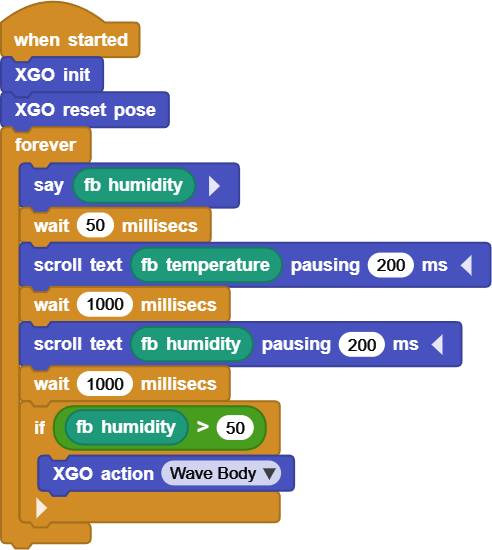 when started
XGO init
XGO reset pose
forever
say fb humidity
wait 50 millisecs
scroll text fb temperature pausing 200 ms
wait 1000 millisecs
scroll text fb humidity pausing 200 ms
wait 1000 millisecs
if fb humidity > 50
XGO action Wave Body